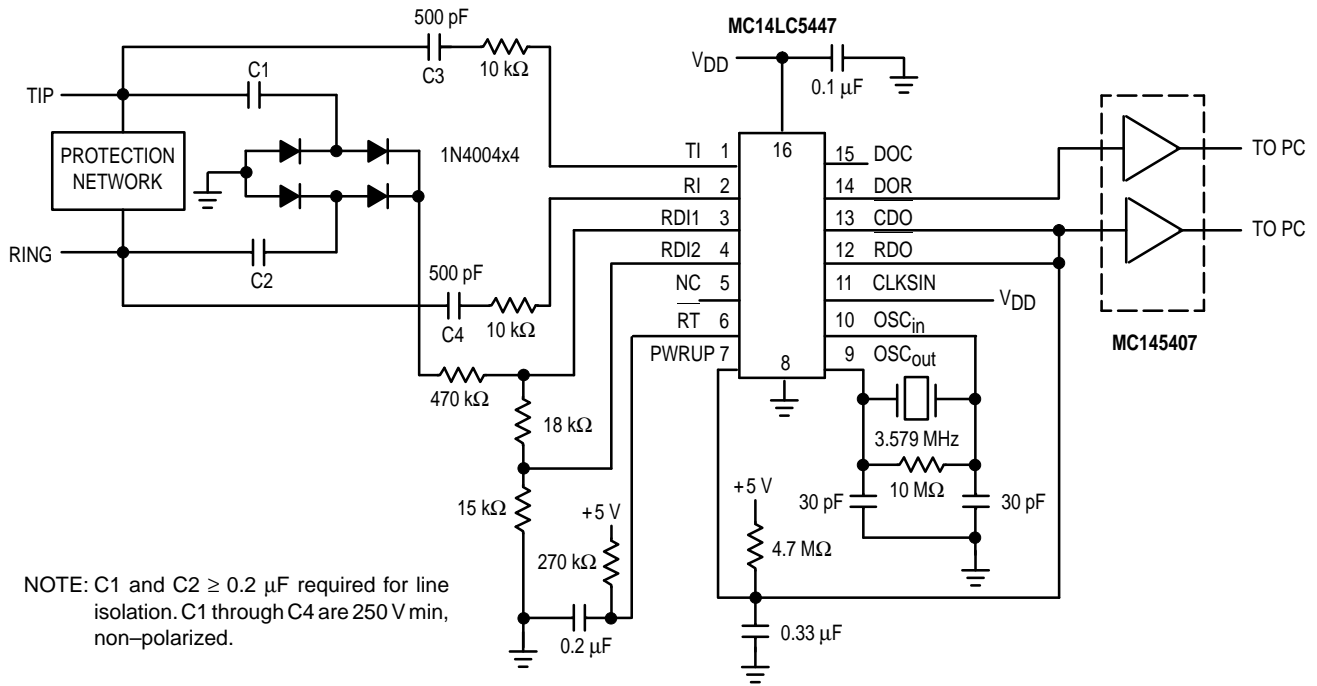 500 pF
MC14LC5447
C3
10 kΩ
VDD
0.1 µF
TIP
C1
PROTECTION
NETWORK
1N4004x4
TI 1
16
15 DOC
TO PC
RI 2
14 DOR
RDI1 3
13 CDO
TO PC
RING
C2
RDI2 4
12 RDO
500 pF
NC 5
11 CLKSIN
VDD
C4
10 kΩ
RT 6
10 OSCin
MC145407
PWRUP 7
8
9 OSCout
470 kΩ
18 kΩ
3.579 MHz
15 kΩ
+5 V
+5 V
30 pF
10 MΩ
30 pF
270 kΩ
4.7 MΩ
NOTE: C1 and C2 ≥ 0.2 µF required for line
isolation. C1 through C4 are 250 V min,
non–polarized.
0.2 µF
0.33 µF